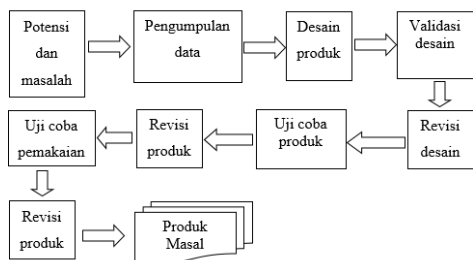 Potensi
dan
masalah
Pengumpulan
data
Desain
produk
Validasi
desain
Revisi
desain
Uji coba
produk
Revisi
produk
Uji coba
pemakaian
Revisi
produk
Produk
Masal